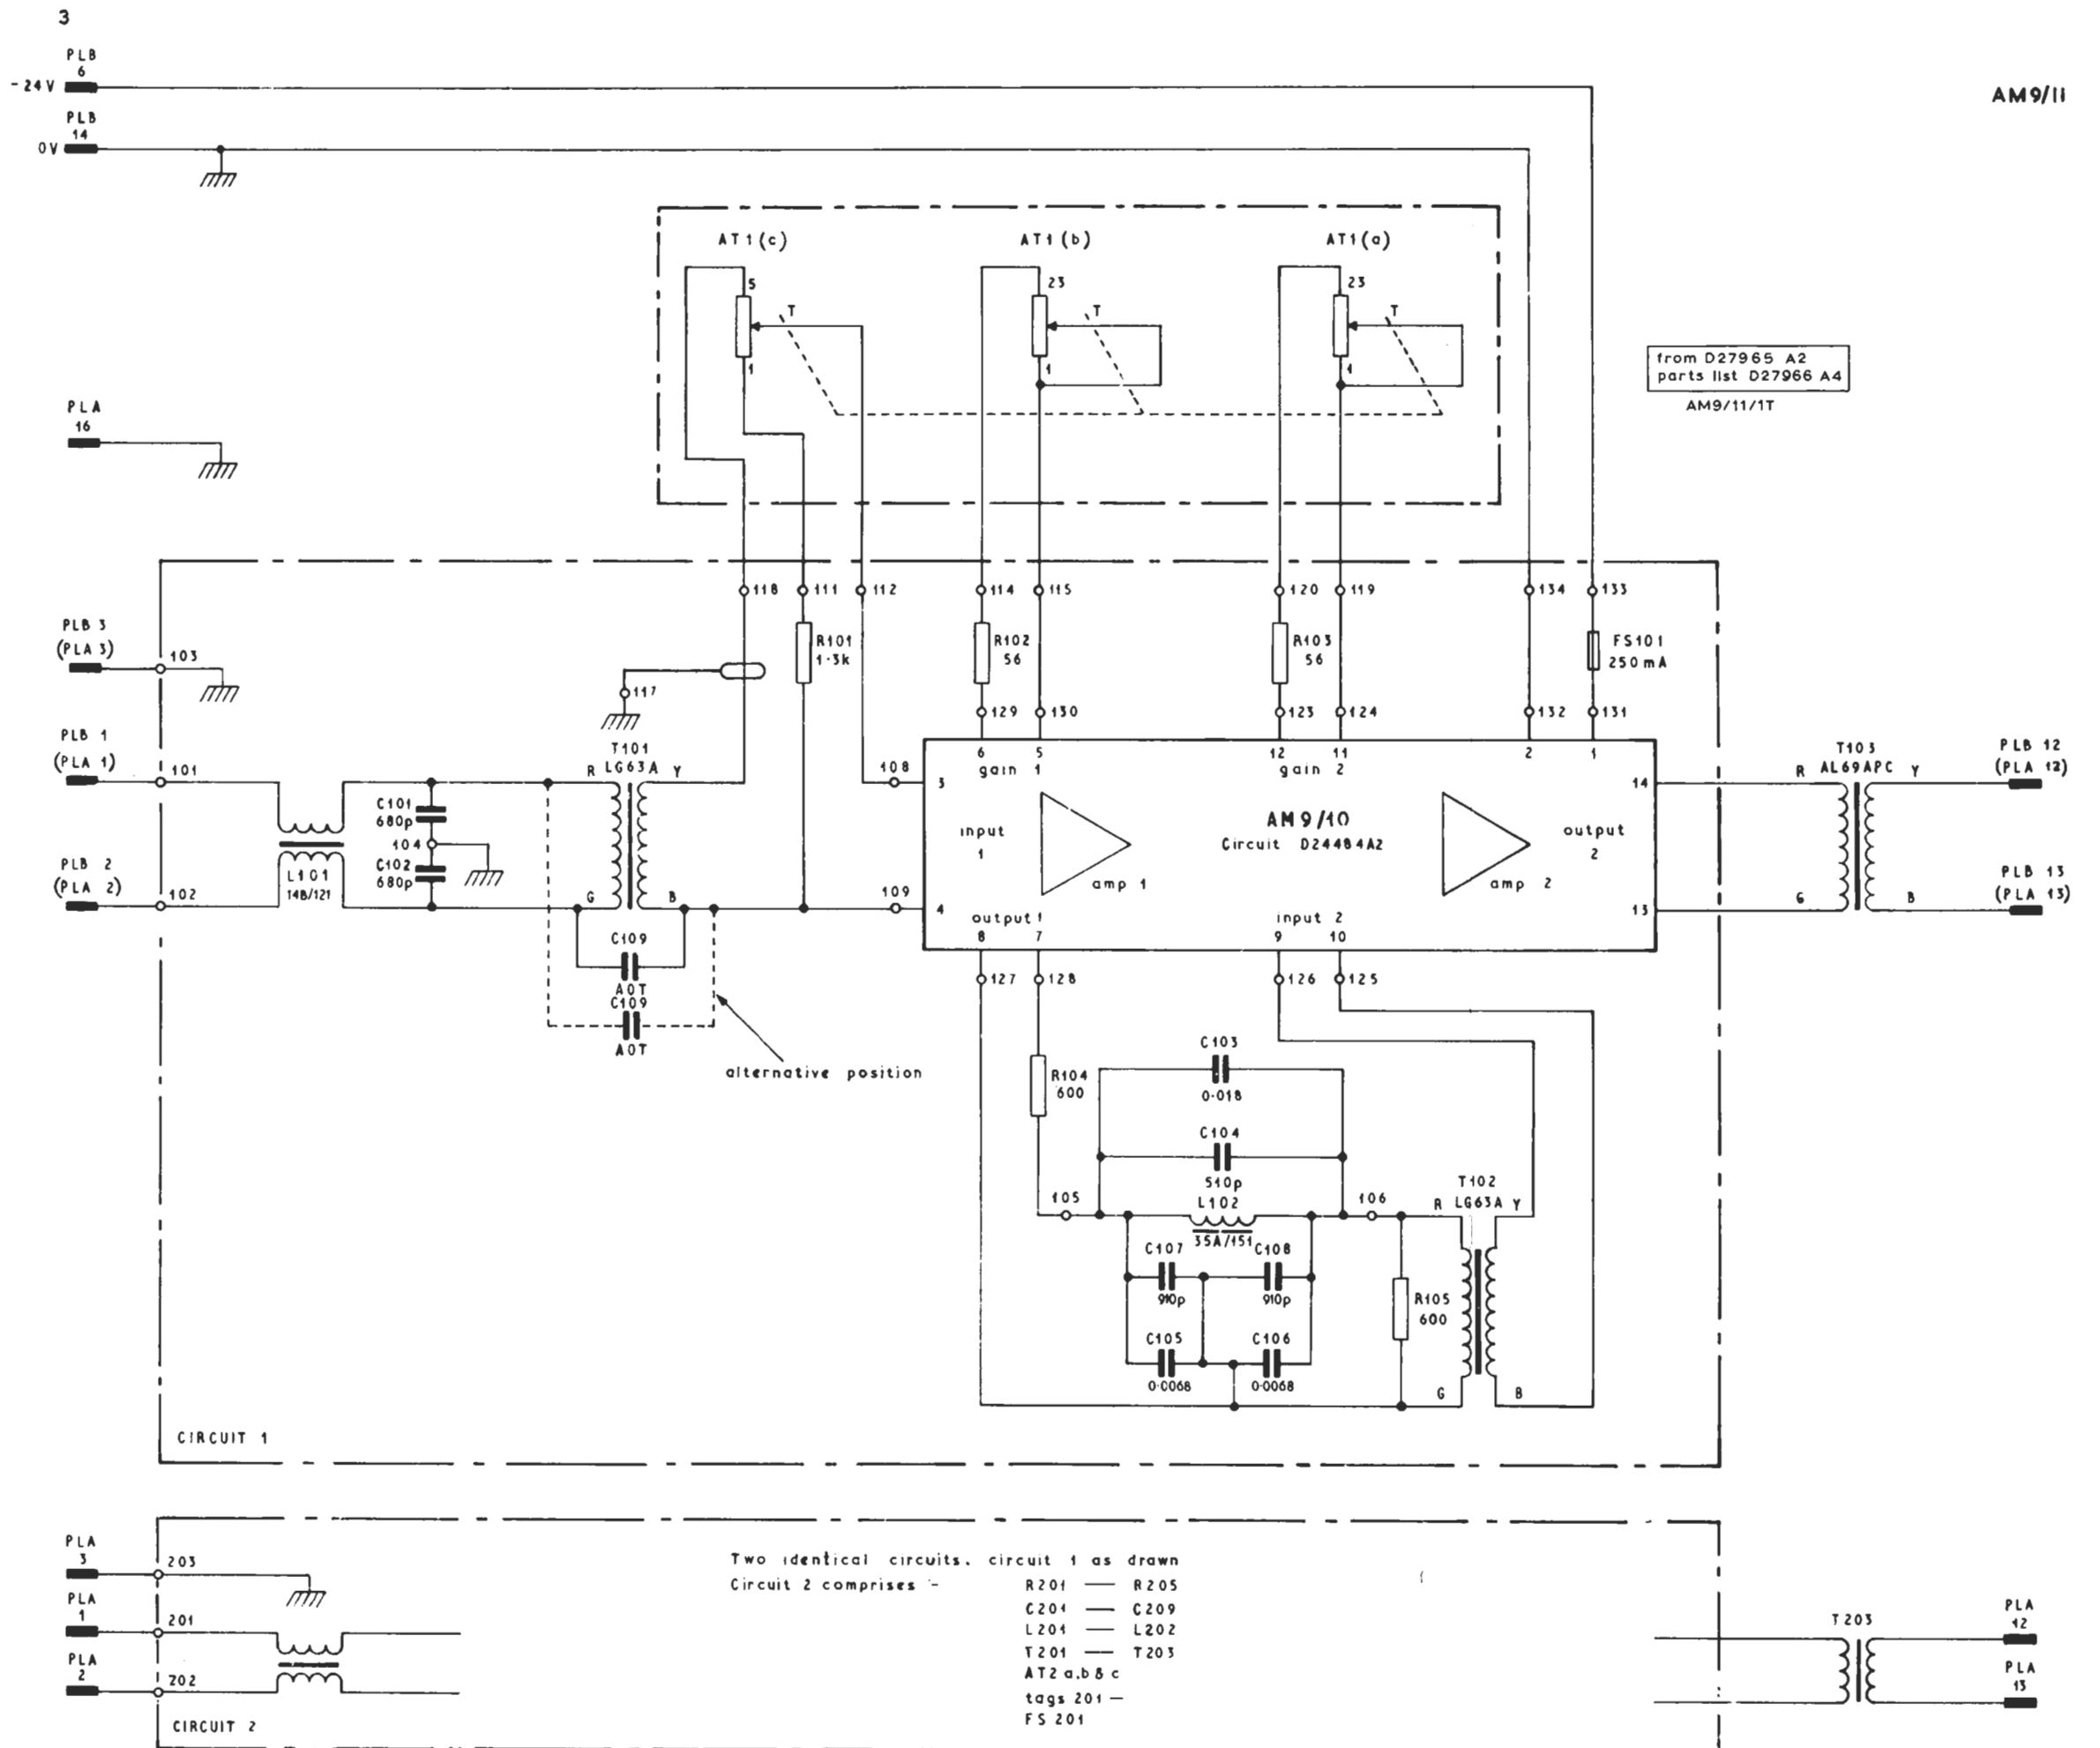 3
PLB
6
-24V
AM9/11
PLB
14
0V
AT1(c)
AT1(b)
AT1(a)
5
23
23
T
T
T
1
1
1
from D27965 A2
parts list D27966 A4
AM9/11/1T
PLA
16
118
111
112
114
115
120
119
134
133
PLB 3
(PLA 3)
103
R101
1·3k
R102
56
R103
56
FS101
250mA
117
129
130
123
124
132
131
PLB 1
(PLA 1)
101
T101
LG63A
R
Y
108
6
5
12
11
2
1
gain 1
gain 2
3
14
T103
AL69APC
R
Y
PLB 12
(PLA 12)
C101
680p
104
C102
680p
input
1
amp 1
AM9/10
Circuit D24484A2
amp 2
output
2
L101
14B/121
PLB 2
(PLA 2)
102
G
B
109
4
13
G
B
PLB 13
(PLA 13)
output 1
8
7
input 2
9
10
C109
AOT
C109
AOT
127
128
126
125
alternative position
R104
600
C103
0·018
C104
510p
L102
35A/151
105
106
T102
LG63A
R
Y
C107
910p
C108
910p
R105
600
C105
0·0068
C106
0·0068
G
B
CIRCUIT 1
PLA
3
203
PLA
1
201
PLA
2
202
CIRCUIT 2
Two identical circuits. circuit 1 as drawn
Circuit 2 comprises :-
R201 — R205
C201 — C209
L201 — L202
T201 — T203
AT2 a,b & c
tags 201 —
FS 201
T203
PLA
12
PLA
13